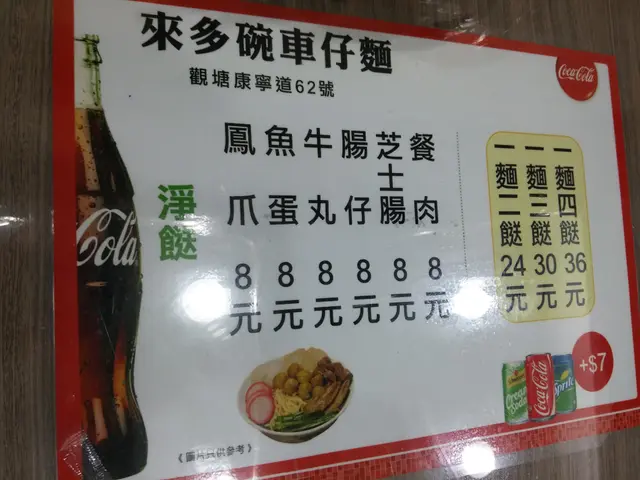 來多碗車仔麵
觀塘康寧道62號
淨餸
鳳爪8元
魚蛋8元
牛丸8元
腸仔8元
芝士腸8元
餐肉8元
一麵二餸24元
一麵三餸30元
一麵四餸36元
Coca-Cola
Cola
Cream Soda
Coca-Cola
Sprite
+$7
《圖片只供參考》